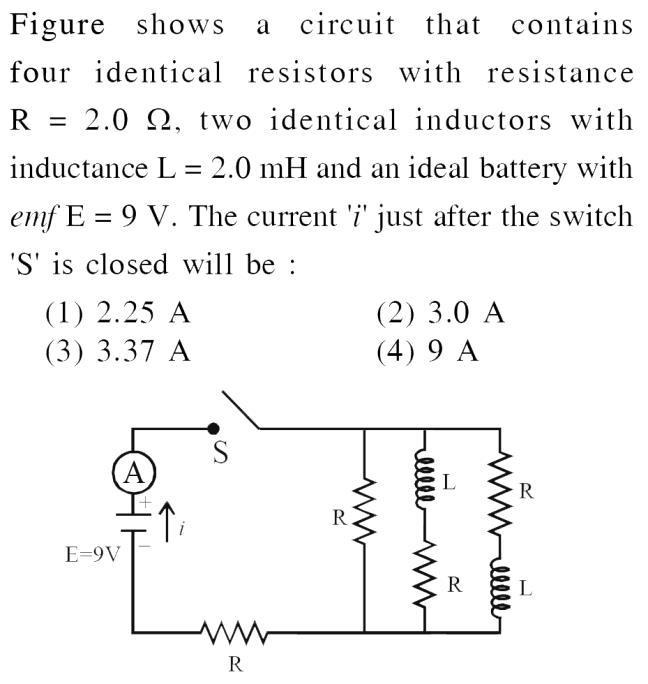 Figure shows a circuit that contains
four identical resistors with resistance
R = 2.0 Ω, two identical inductors with
inductance L = 2.0 mH and an ideal battery with
emf E = 9 V. The current 'i' just after the switch
'S' is closed will be :
(1) 2.25 A (2) 3.0 A
(3) 3.37 A (4) 9 A
S
A
L
R
+
R
i
E=9V
−
R
L
R